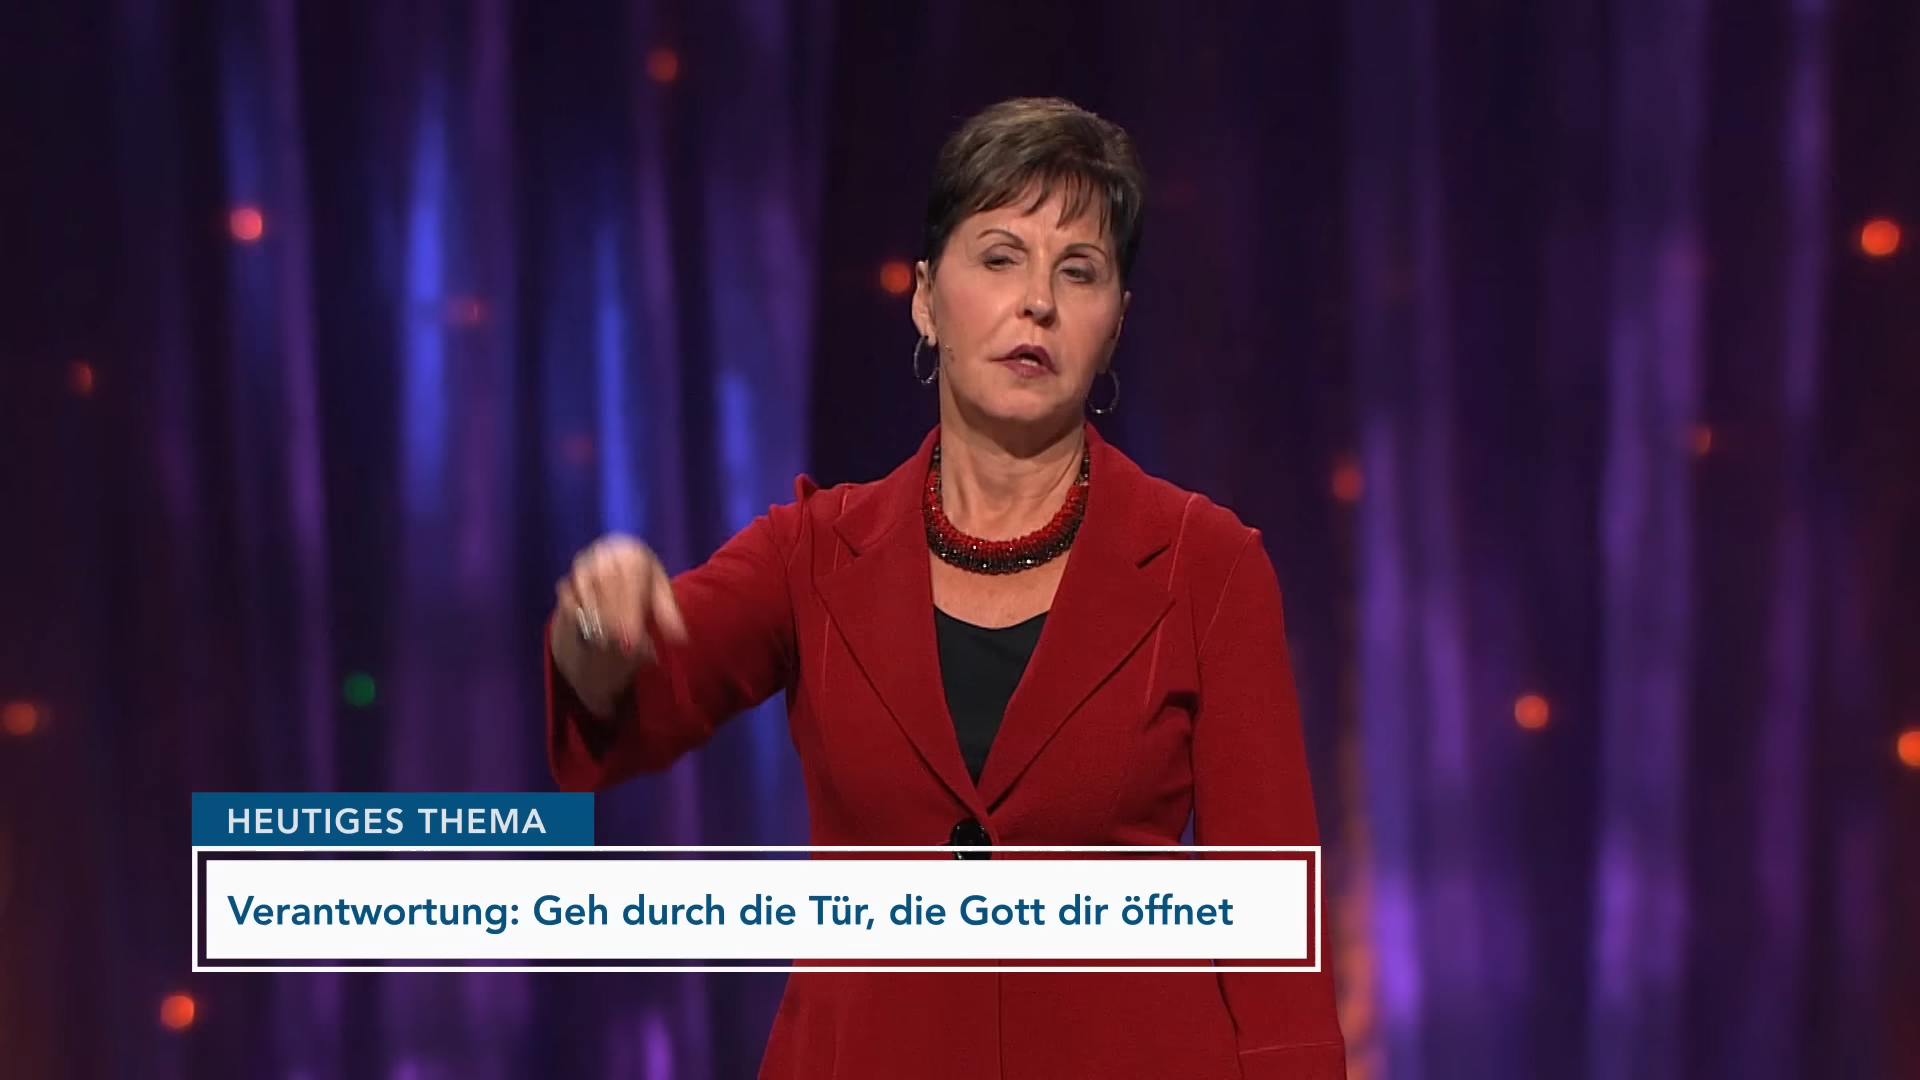 HEUTIGES THEMA
Verantwortung: Geh durch die Tür, die Gott dir öffnet